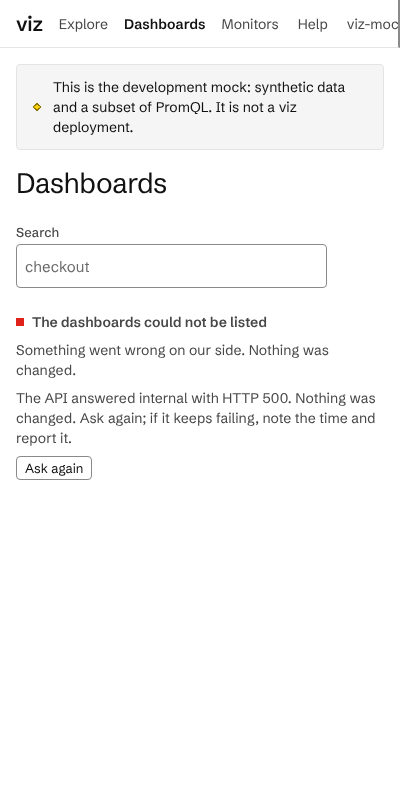 viz Explore Dashboards Monitors Help viz-moc
This is the development mock: synthetic data
and a subset of PromQL. It is not a viz
deployment.
Dashboards
Search
checkout
The dashboards could not be listed
Something went wrong on our side. Nothing was
changed.
The API answered internal with HTTP 500. Nothing was
changed. Ask again; if it keeps failing, note the time and
report it.
Ask again